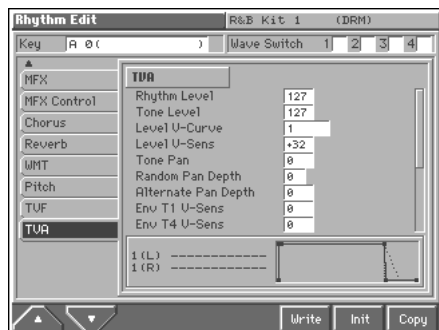 Rhythm Edit R&B Kit 1 (DRM)
Key A 0( ) Wave Switch 1 2 3 4
MFX
MFX Control
Chorus
Reverb
WMT
Pitch
TVF
TVA
TVA
Rhythm Level 127
Tone Level 127
Level V-Curve 1
Level V-Sens +32
Tone Pan 0
Random Pan Depth 0
Alternate Pan Depth 0
Env T1 V-Sens 0
Env T4 V-Sens 0
1(L) ------------
1(R) ------------
Write Init Copy